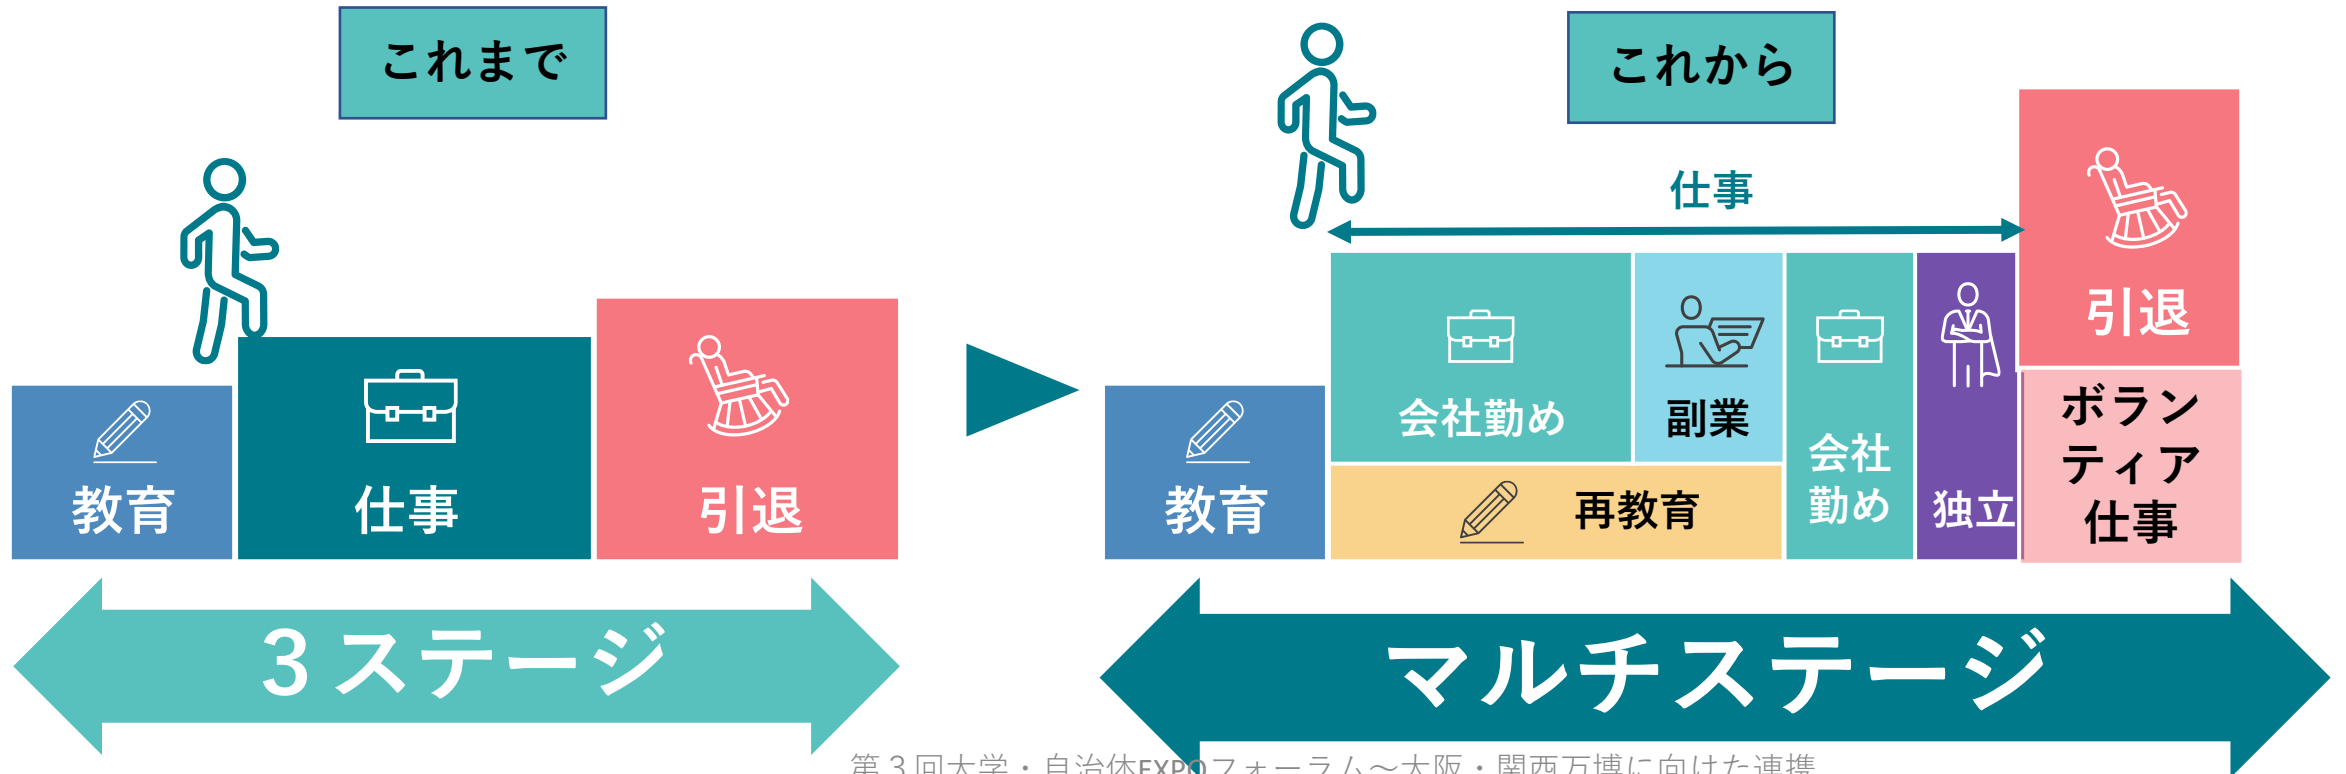 これまで
教育
仕事
引退
３ステージ
これから
仕事
教育
会社勤め
副業
再教育
会社
勤め
独立
引退
ボラン
ティア
仕事
マルチステージ
第３回大学・自治体EXPOフォーラム～大阪・関西万博に向けた連携